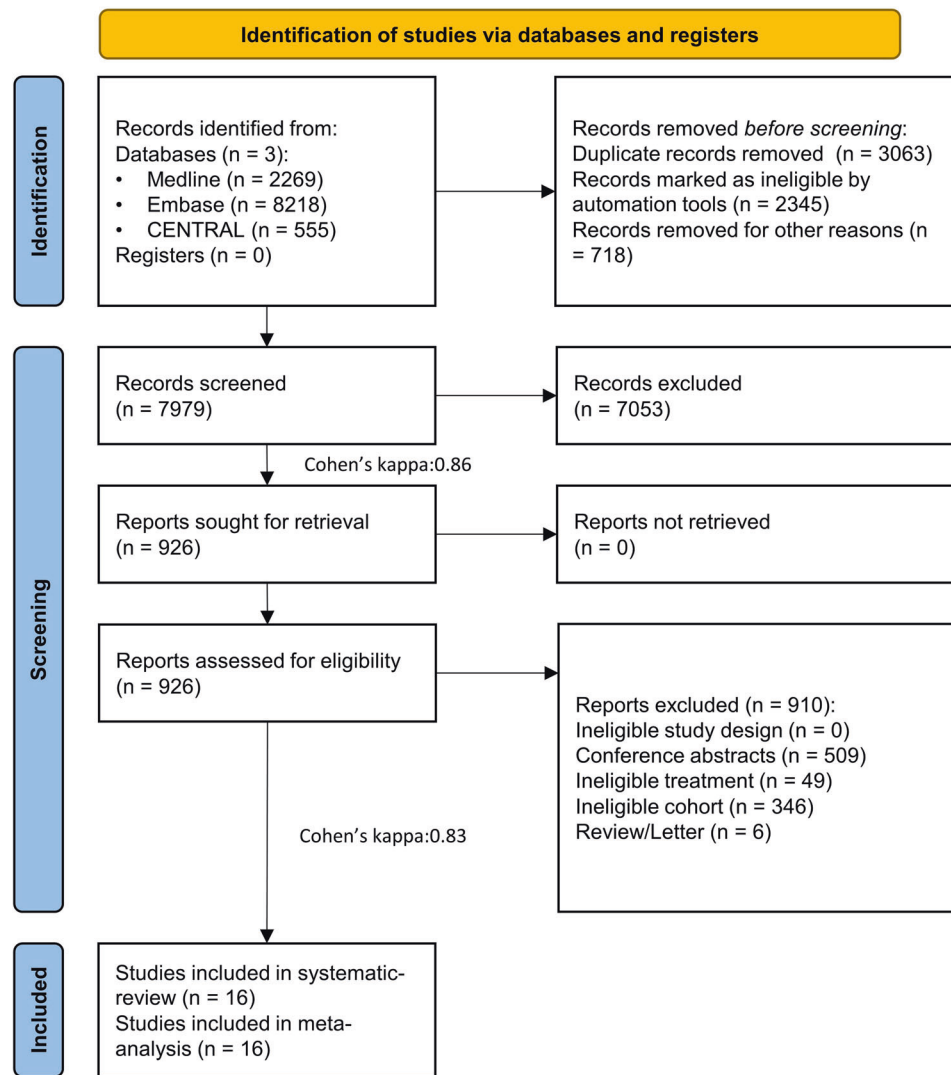 Identification of studies via databases and registers
Identification
Records identified from:
Databases (n = 3):
• Medline (n = 2269)
• Embase (n = 8218)
• CENTRAL (n = 555)
Registers (n = 0)
Records removed before screening:
Duplicate records removed (n = 3063)
Records marked as ineligible by
automation tools (n = 2345)
Records removed for other reasons (n
= 718)
Screening
Records screened
(n = 7979)
Records excluded
(n = 7053)
Cohen's kappa:0.86
Reports sought for retrieval
(n = 926)
Reports not retrieved
(n = 0)
Reports assessed for eligibility
(n = 926)
Reports excluded (n = 910):
Ineligible study design (n = 0)
Conference abstracts (n = 509)
Ineligible treatment (n = 49)
Ineligible cohort (n = 346)
Review/Letter (n = 6)
Cohen's kappa:0.83
Included
Studies included in systematic-
review (n = 16)
Studies included in meta-
analysis (n = 16)